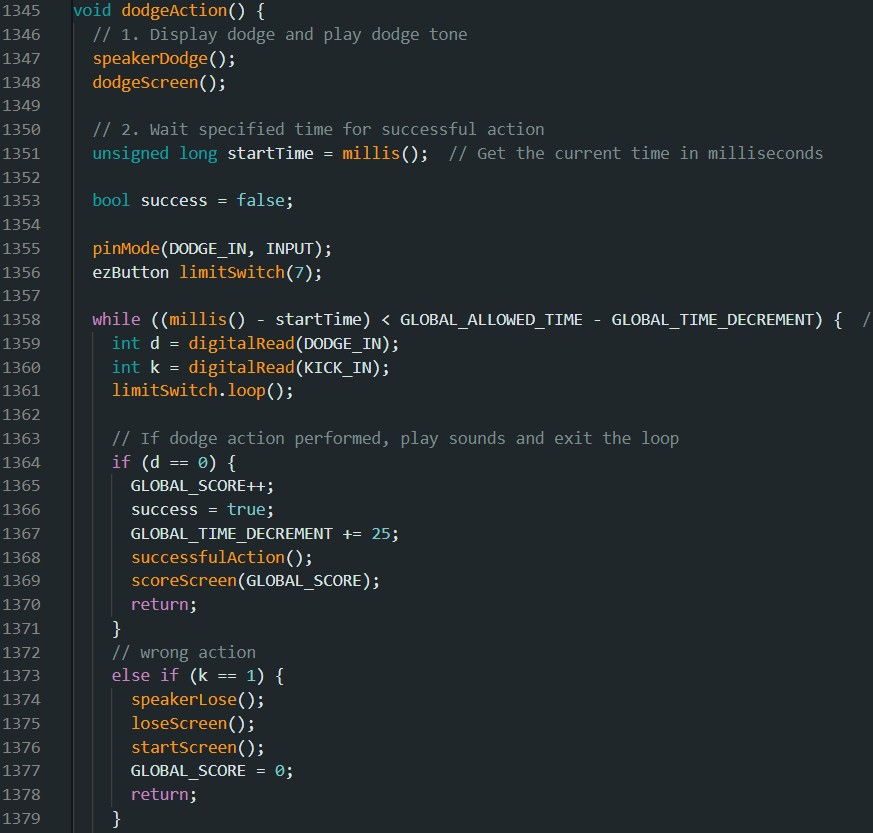 1345 void dodgeAction() {
1346 // 1. Display dodge and play dodge tone
1347 speakerDodge();
1348 dodgeScreen();
1349
1350 // 2. Wait specified time for successful action
1351 unsigned long startTime = millis();  // Get the current time in milliseconds
1352
1353 bool success = false;
1354
1355 pinMode(DODGE_IN, INPUT);
1356 ezButton limitSwitch(7);
1357
1358 while ((millis() - startTime) < GLOBAL_ALLOWED_TIME - GLOBAL_TIME_DECREMENT) {  /
1359 int d = digitalRead(DODGE_IN);
1360 int k = digitalRead(KICK_IN);
1361 limitSwitch.loop();
1362
1363 // If dodge action performed, play sounds and exit the loop
1364 if (d == 0) {
1365 GLOBAL_SCORE++;
1366 success = true;
1367 GLOBAL_TIME_DECREMENT += 25;
1368 successfulAction();
1369 scoreScreen(GLOBAL_SCORE);
1370 return;
1371 }
1372 // wrong action
1373 else if (k == 1) {
1374 speakerLose();
1375 loseScreen();
1376 startScreen();
1377 GLOBAL_SCORE = 0;
1378 return;
1379 }